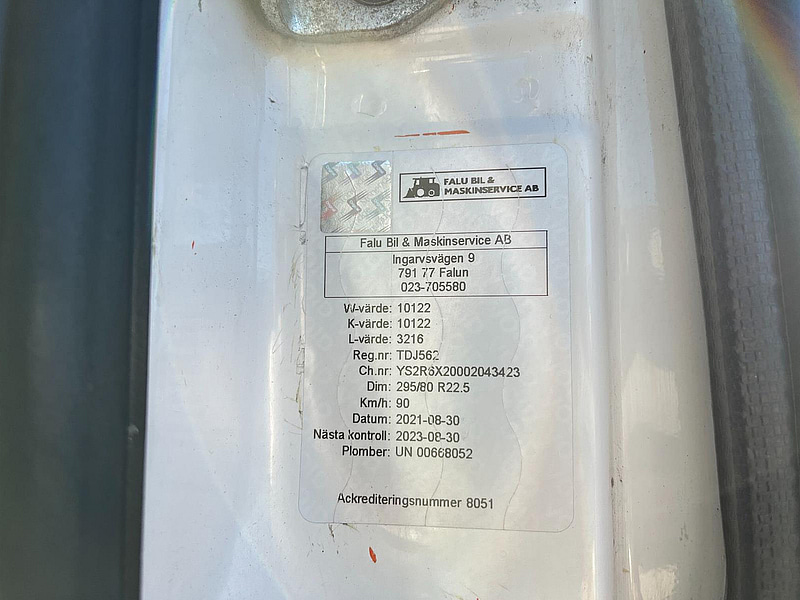 FALU BIL &
MASKINSERVICE AB
Falu Bil & Maskinservice AB
Ingarvsvägen 9
791 77 Falun
023-705580
W-värde: 10122
K-värde: 10122
L-värde: 3216
Reg.nr: TDJ562
Ch.nr: YS2R6X20002043423
Dim: 295/80 R22.5
Km/h: 90
Datum: 2021-08-30
Nästa kontroll: 2023-08-30
Plomber: UN 00668052
Ackrediteringsnummer 8051